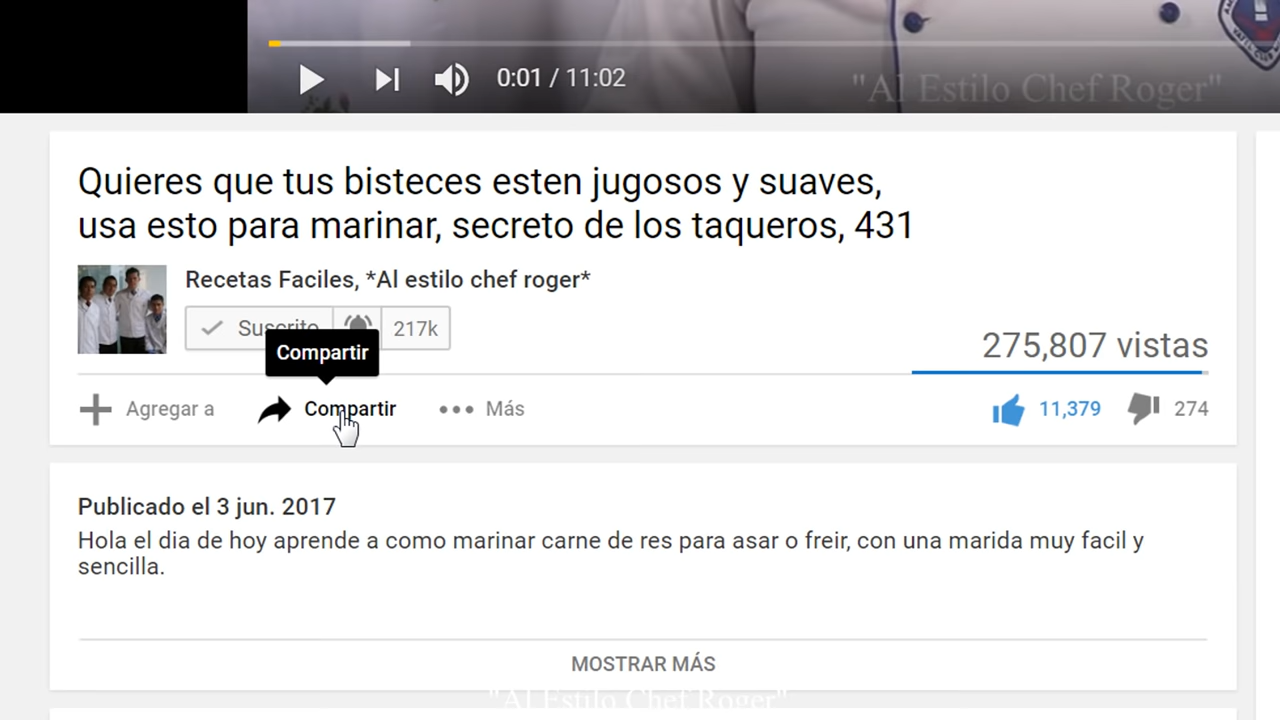 0:01 / 11:02
"Al Estilo Chef Roger"
Quieres que tus bisteces esten jugosos y suaves,
usa esto para marinar, secreto de los taqueros, 431
Recetas Faciles, *Al estilo chef roger*
Suscrito 217k
Compartir
275,807 vistas
Agregar a Compartir Más 11,379 274
Publicado el 3 jun. 2017
Hola el dia de hoy aprende a como marinar carne de res para asar o freir, con una marida muy facil y
sencilla.
MOSTRAR MÁS
"Al Estilo Chef Roger"